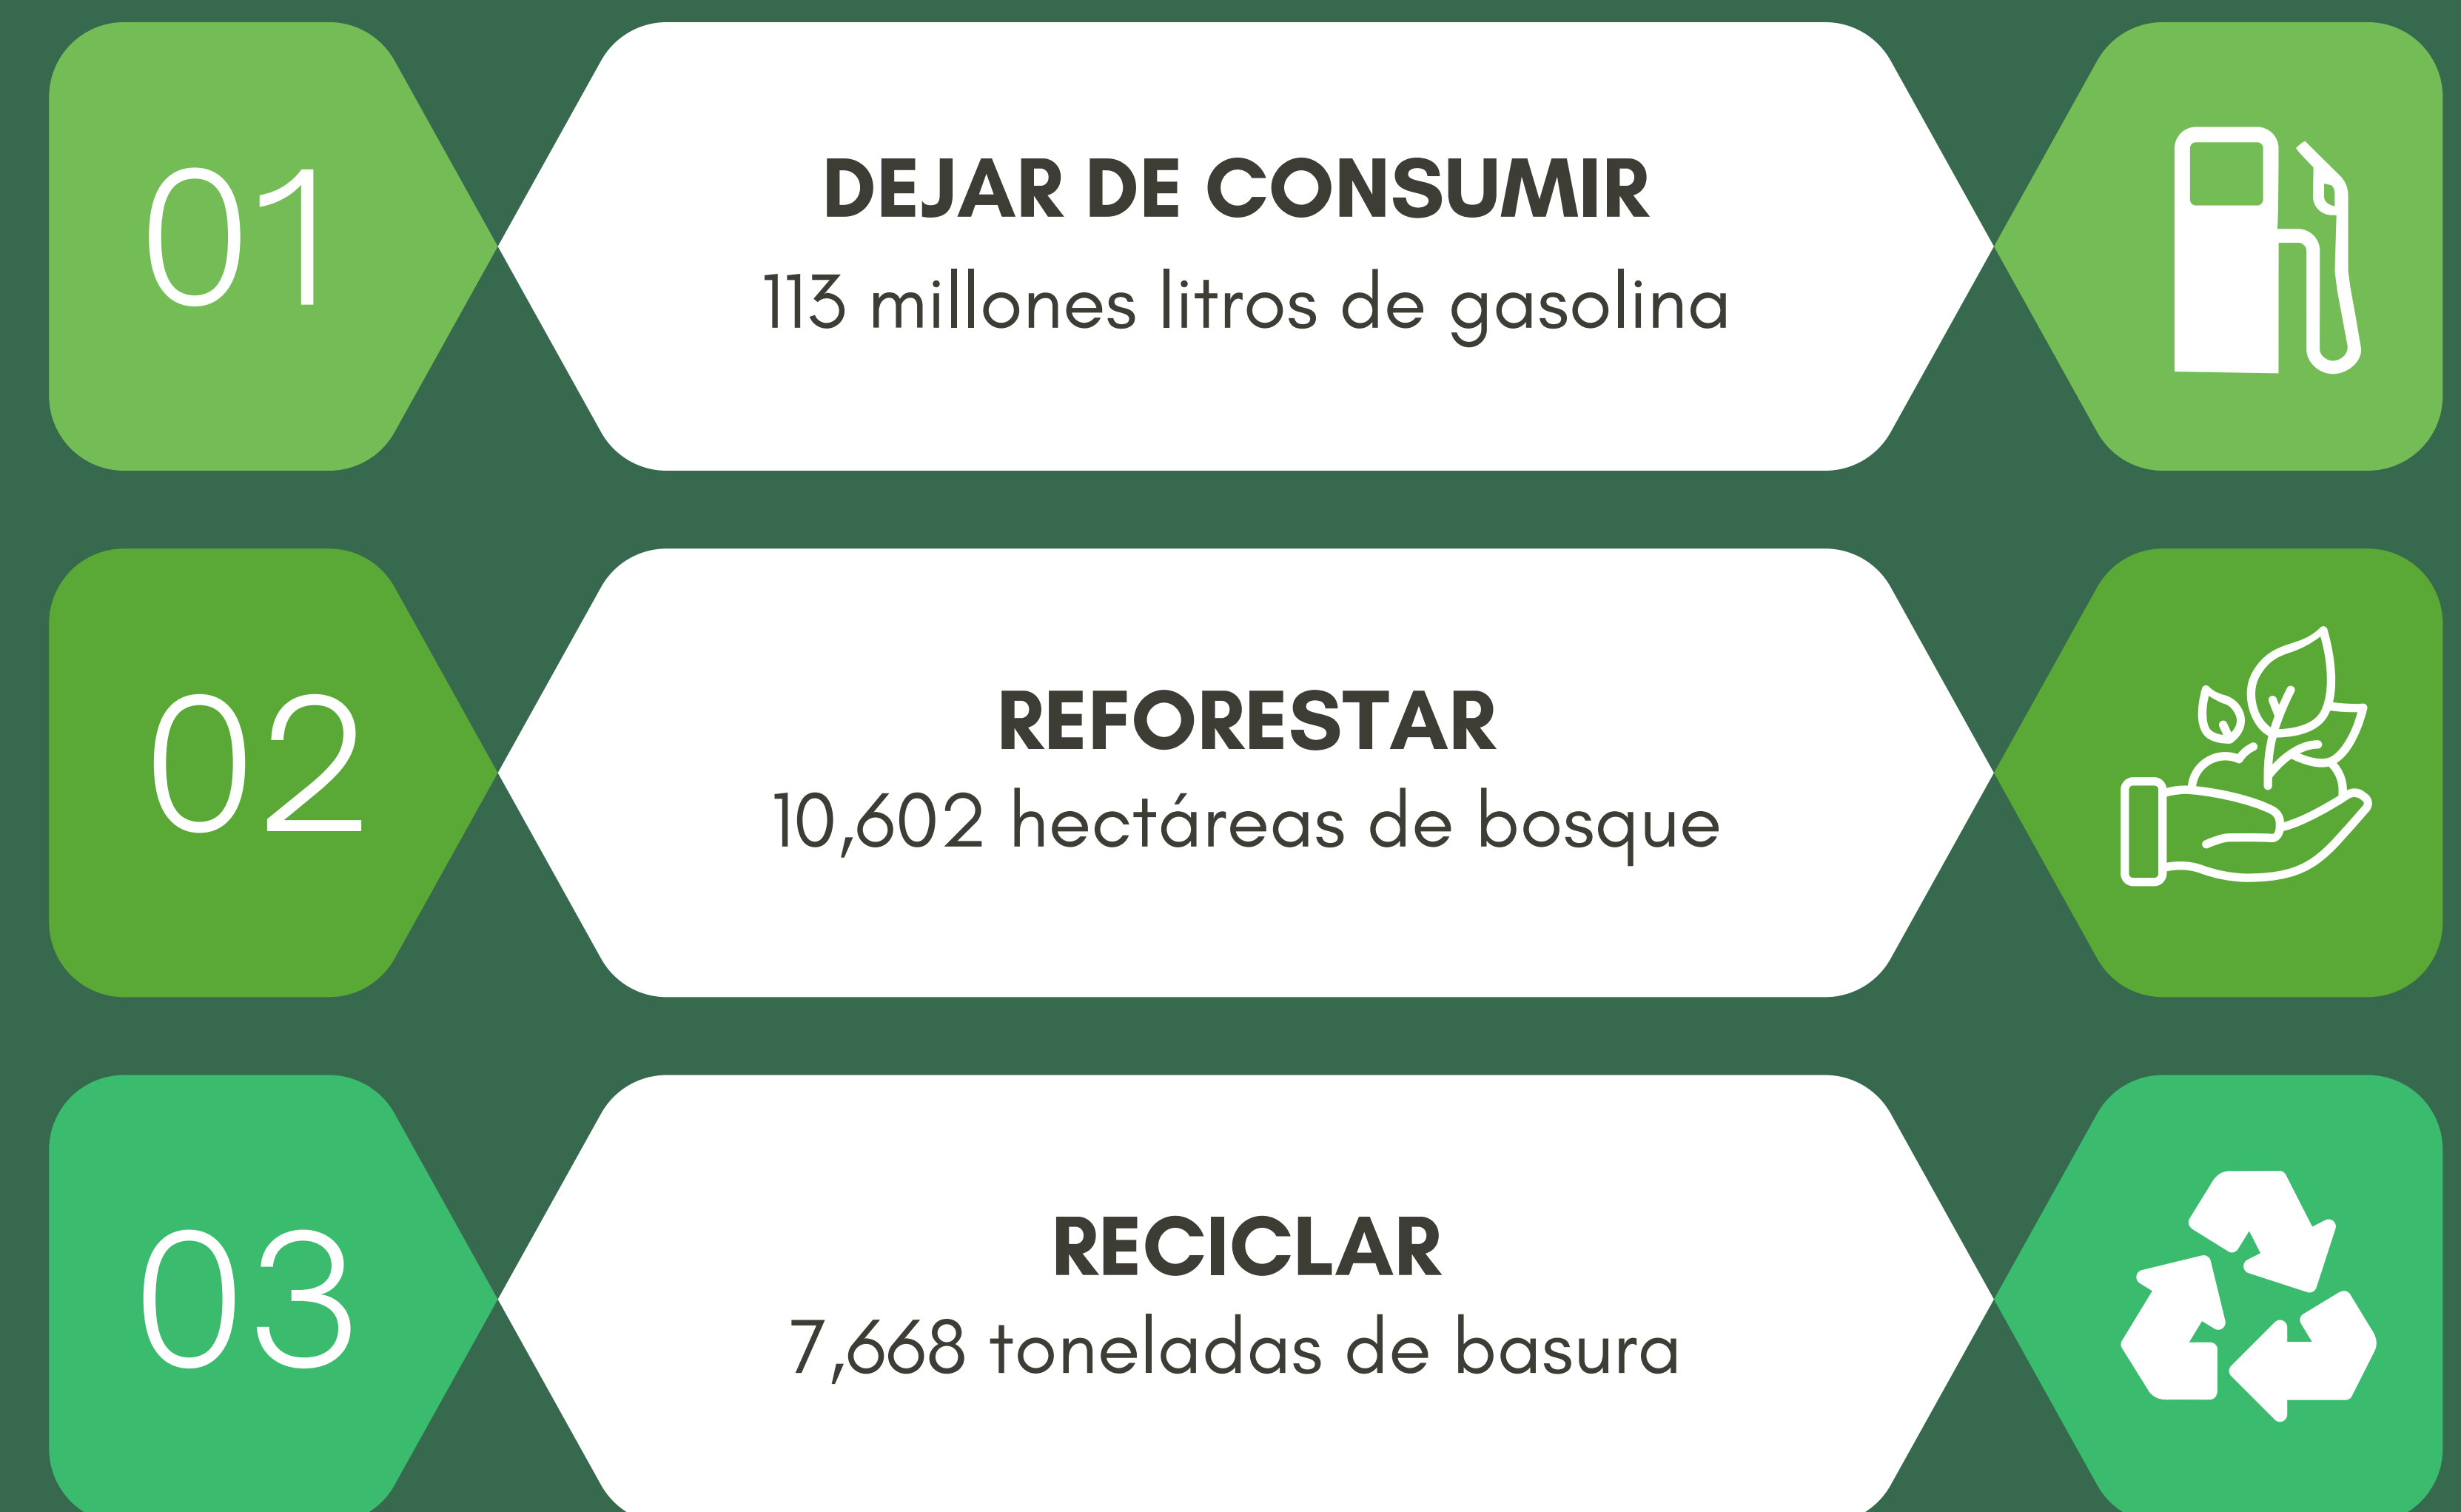 01
DEJAR DE CONSUMIR
113 millones litros de gasolina
02
REFORESTAR
10,602 hectáreas de bosque
03
RECICLAR
7,668 toneladas de basura